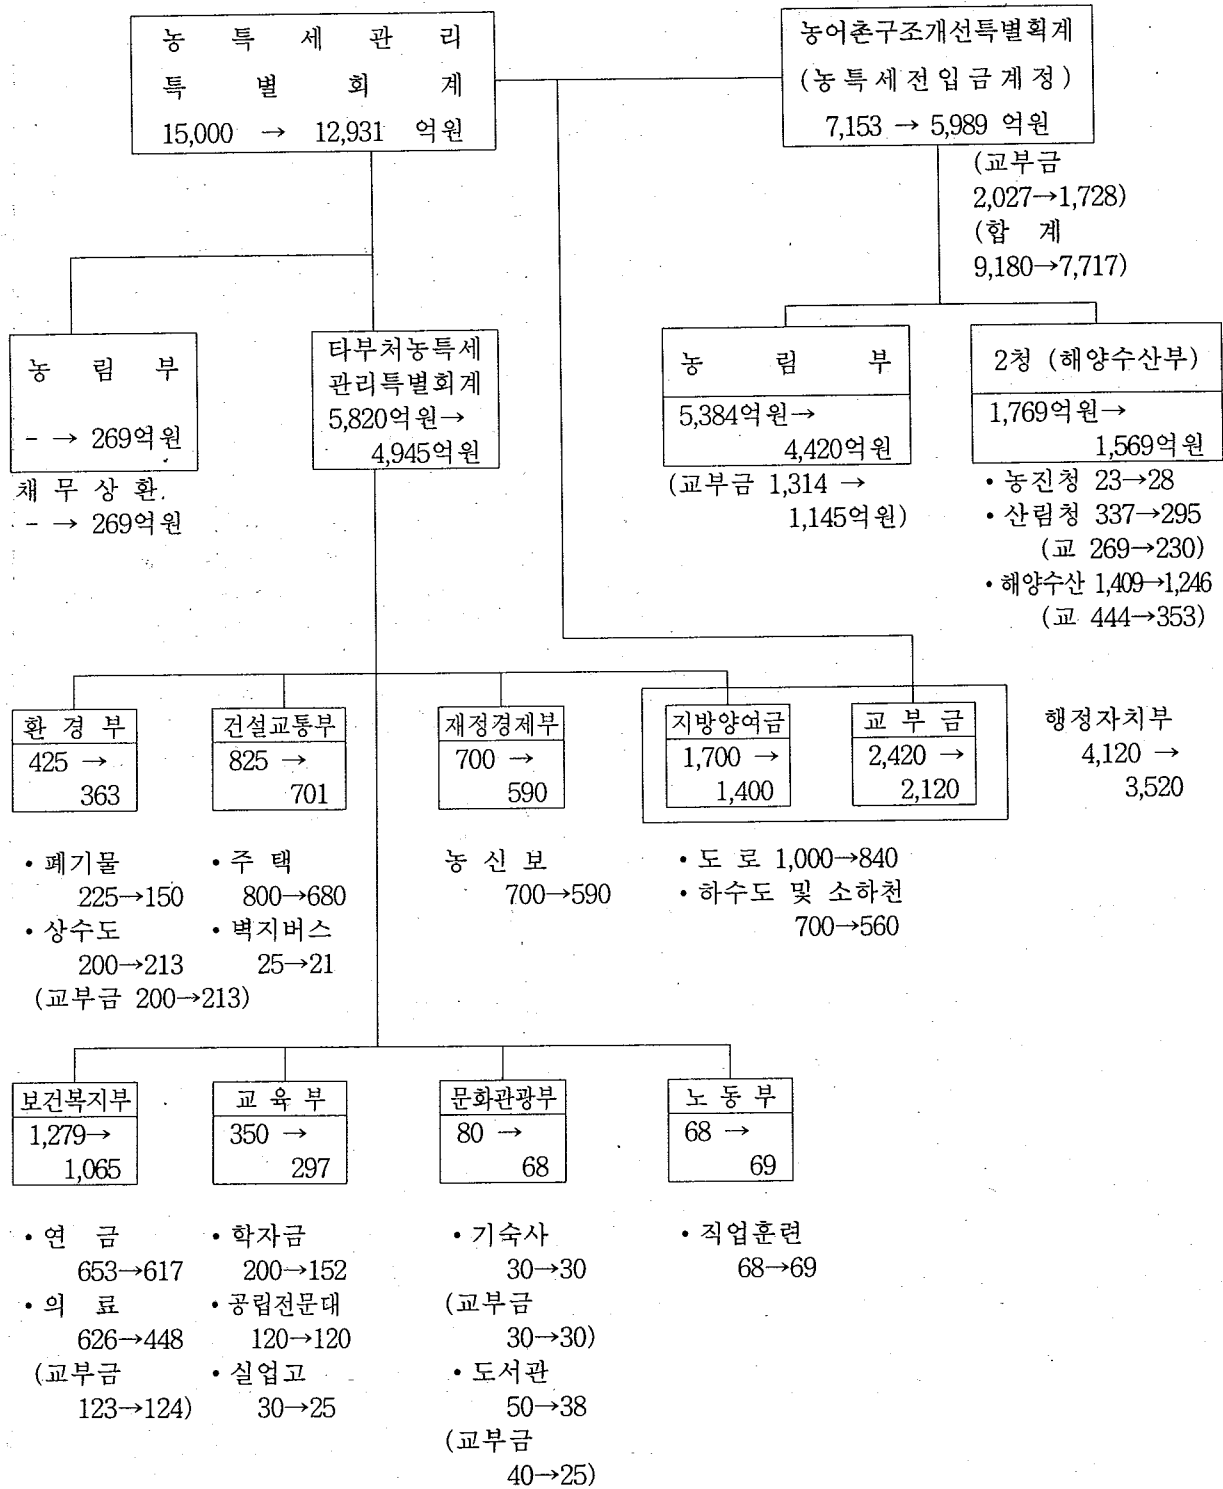 농 특 세 관 리
특 별 회 계
15,000 → 12,931 억원
농어촌구조개선특별획계
(농특세전입금계정)
7,153 → 5,989 억원
(교부금
2,027→1,728)
(합 계
9,180→7,717)
농 림 부
- → 269억원
채 무 상 환.
- → 269억원
타부처농특세
관리특별회계
5,820억원→
4,945억원
농 림 부
5,384억원→
4,420억원
(교부금 1,314 →
1,145억원)
2청 (해양수산부)
1,769억원→
1,569억원
• 농진청 23→28
• 산림청 337→295
(교 269→230)
• 해양수산 1,409→1,246
(교 444→353)
환 경 부
425 →
363
• 폐기물
225→150
• 상수도
200→213
(교부금 200→213)
건설교통부
825 →
701
• 주 택
800→680
• 벽지버스
25→21
재정경제부
700 →
590
농 신 보
700→590
지방양여금
1,700 →
1,400
교 부 금
2,420 →
2,120
• 도 로 1,000→840
• 하수도 및 소하천
700→560
행정자치부
4,120 →
3,520
보건복지부
1,279→
1,065
• 연 금
653→617
• 의 료
626→448
(교부금
123→124)
교 육 부
350 →
297
• 학자금
200→152
• 공립전문대
120→120
• 실업고
30→25
문화관광부
80 →
68
• 기숙사
30→30
(교부금
30→30)
• 도서관
50→38
(교부금
40→25)
노 동 부
68 →
69
• 직업훈련
68→69